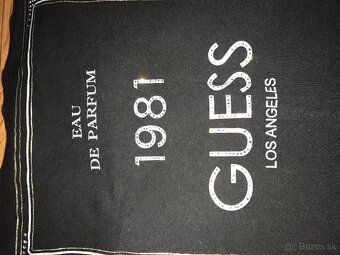 EAU
DE PARFUM
1981
GUESS
LOS ANGELES
© Bazos.sk